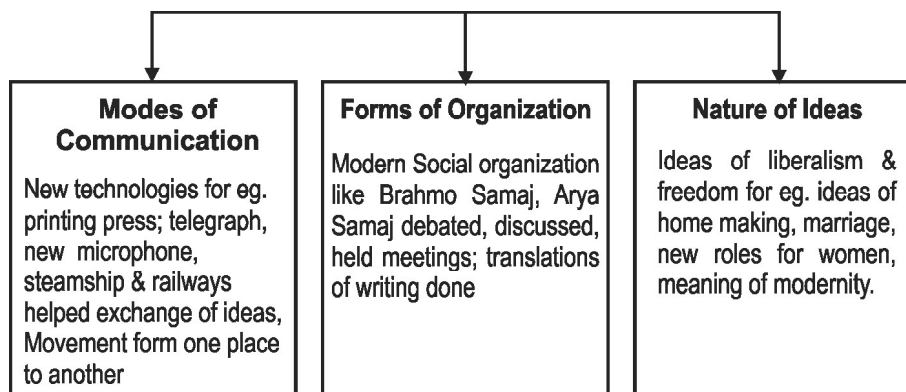 Modes of
Communication
New technologies for eg.
printing press; telegraph,
new microphone,
steamship & railways
helped exchange of ideas,
Movement form one place
to another
Forms of Organization
Modern Social organization
like Brahmo Samaj, Arya
Samaj debated, discussed,
held meetings; translations
of writing done
Nature of Ideas
Ideas of liberalism &
freedom for eg. ideas of
home making, marriage,
new roles for women,
meaning of modernity.